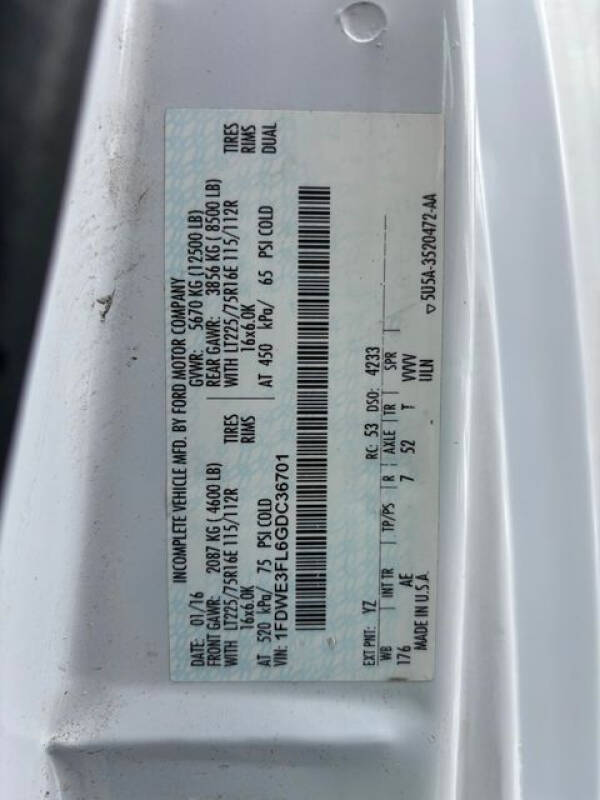 INCOMPLETE VEHICLE MFD. BY FORD MOTOR COMPANY
DATE: 01/16 GVWR: 5670 KG (12500 LB)
FRONT GAWR: 2087 KG ( 4600 LB) REAR GAWR: 3856 KG ( 8500 LB)
WITH LT225/75R16E 115/112R TIRES WITH LT225/75R16E 115/112R TIRES
16x6.0K RIMS 16x6.0K RIMS
AT 520 kPa/ 75 PSI COLD AT 450 kPa/ 65 PSI COLD DUAL
VIN: 1FDWE3FL6GDC36701
EXT PNT: YZ RC: 53 DSO: 4233
WB INT TR TP/PS R AXLE TR SPR
176 AE 7 52 T VVVV
MADE IN U.S.A. UILN
▽ 5U5A-3520472-AA